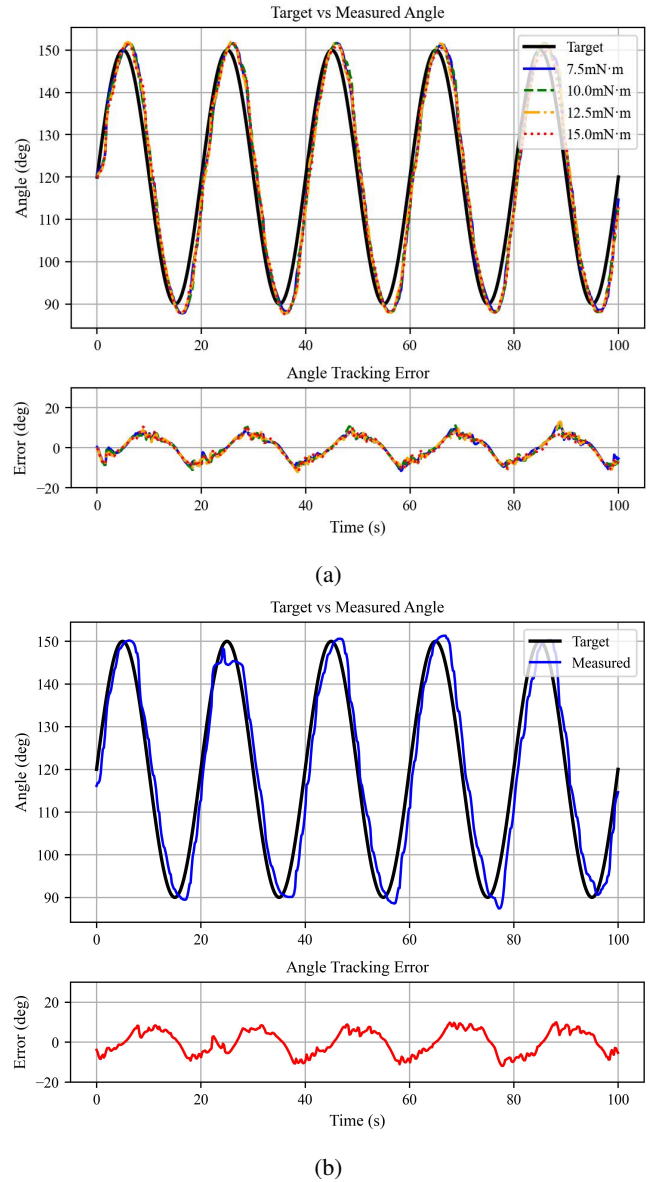 Target vs Measured Angle
150
140
130
120
110
100
90
Angle (deg)
Target
7.5mN·m
10.0mN·m
12.5mN·m
15.0mN·m
0 20 40 60 80 100
Angle Tracking Error
20
0
−20
Error (deg)
0 20 40 60 80 100
Time (s)
(a)
Target vs Measured Angle
150
140
130
120
110
100
90
Angle (deg)
Target
Measured
0 20 40 60 80 100
Angle Tracking Error
20
0
−20
Error (deg)
0 20 40 60 80 100
Time (s)
(b)